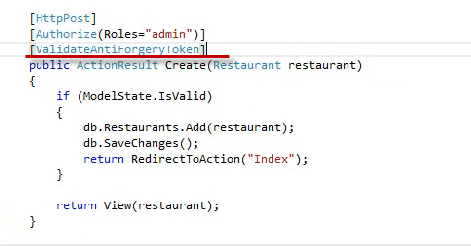 [HttpPost]
[Authorize(Roles="admin")]
[ValidateAntiForgeryToken]
public ActionResult Create(Restaurant restaurant)
{
if (ModelState.IsValid)
{
db.Restaurants.Add(restaurant);
db.SaveChanges();
return RedirectToAction("Index");
}
return View(restaurant);
}